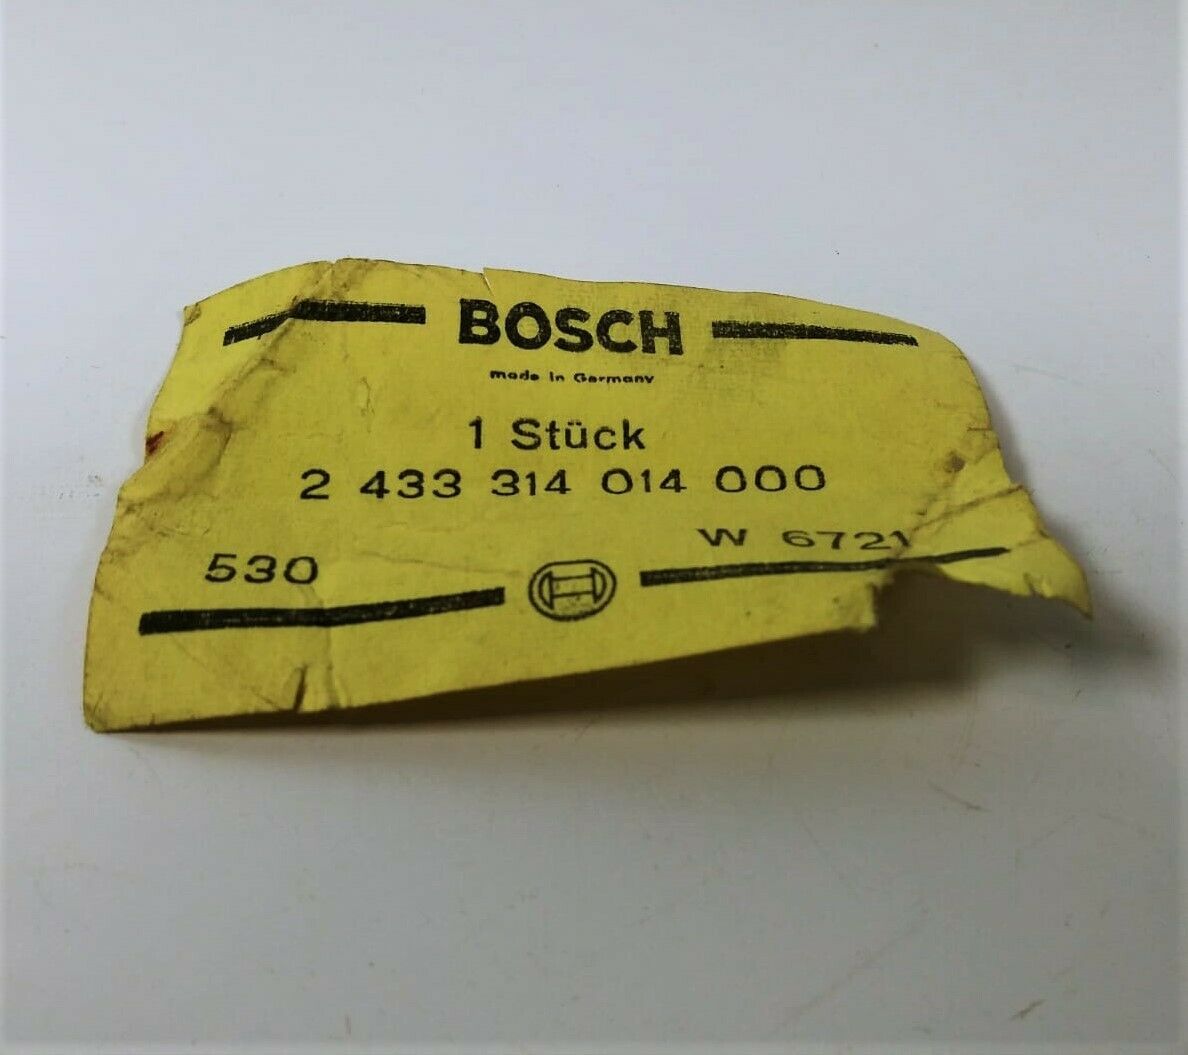 BOSCH
made in Germany
1 Stück
2 433 314 014 000
530
W 6721